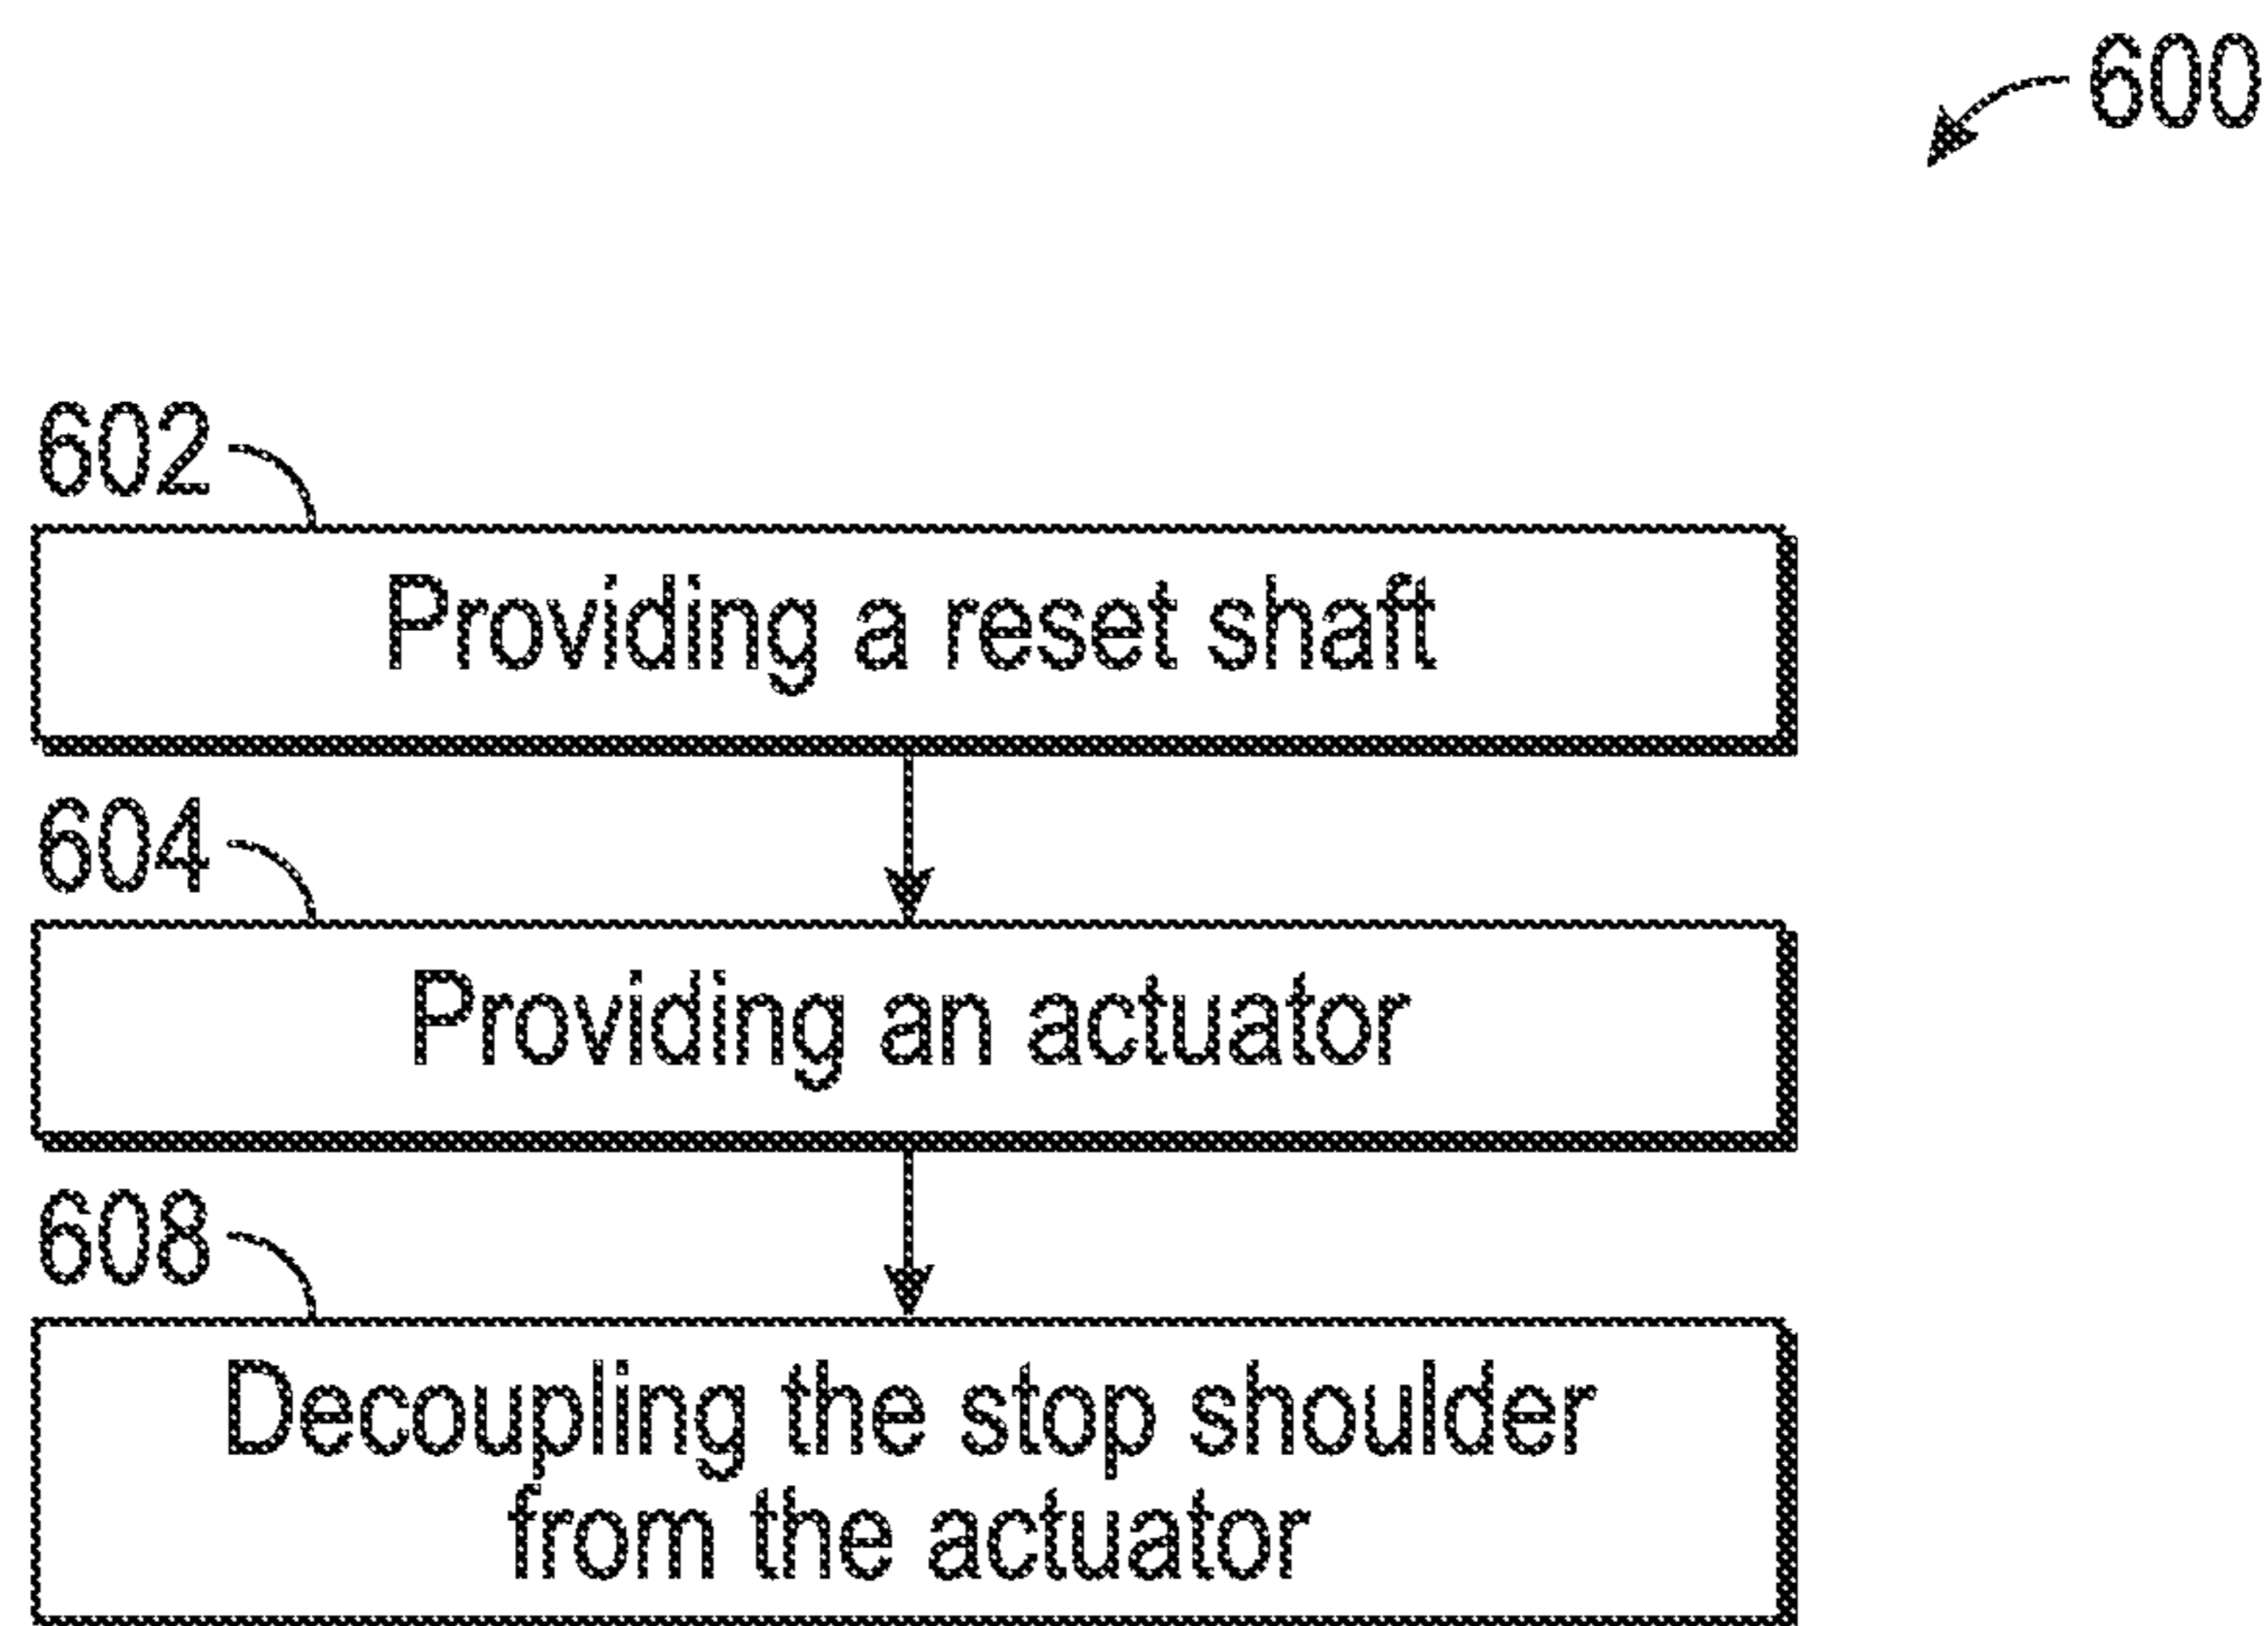 600
602
Providing a reset shaft
604
Providing an actuator
608
Decoupling the stop shoulder
from the actuator